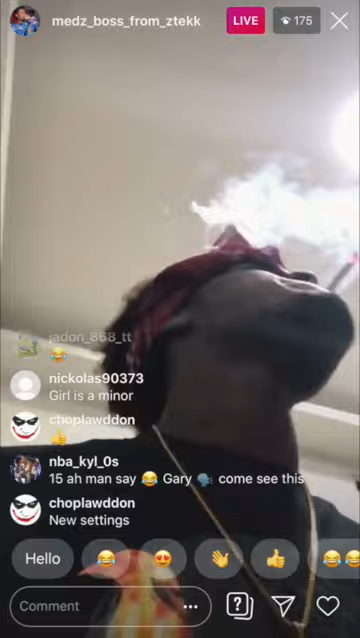 medz_boss_from_ztekk
LIVE
175
jadon_868_tt
😂
nickolas90373
Girl is a minor
choplawddon
👍
nba_kyl_0s
15 ah man say 😂 Gary 🗣 come see this
choplawddon
New settings
Hello
Comment